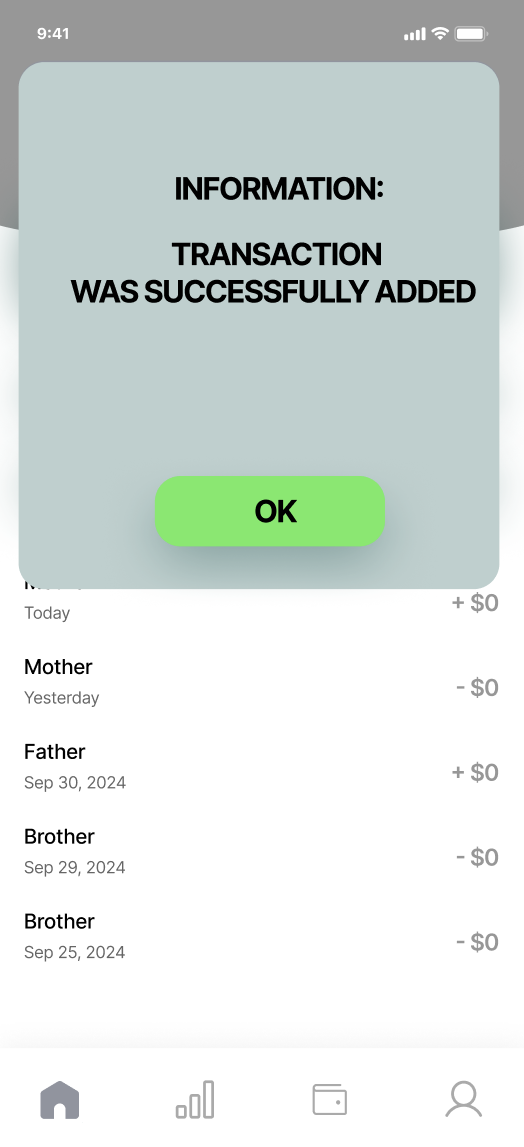 9:41
INFORMATION:
TRANSACTION
WAS SUCCESSFULLY ADDED
OK
Today
+ $0
Mother
Yesterday
- $0
Father
Sep 30, 2024
+ $0
Brother
Sep 29, 2024
- $0
Brother
Sep 25, 2024
- $0